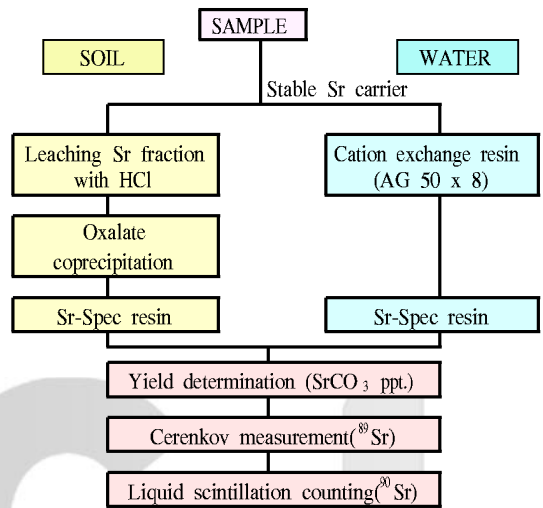 SAMPLE
SOIL
WATER
Stable Sr carrier
Leaching Sr fraction
with HCl
Cation exchange resin
(AG 50 x 8)
Oxalate
coprecipitation
Sr-Spec resin
Sr-Spec resin
Yield determination (SrCO₃ ppt.)
Cerenkov measurement(⁸⁹Sr)
Liquid scintillation counting(⁹⁰Sr)